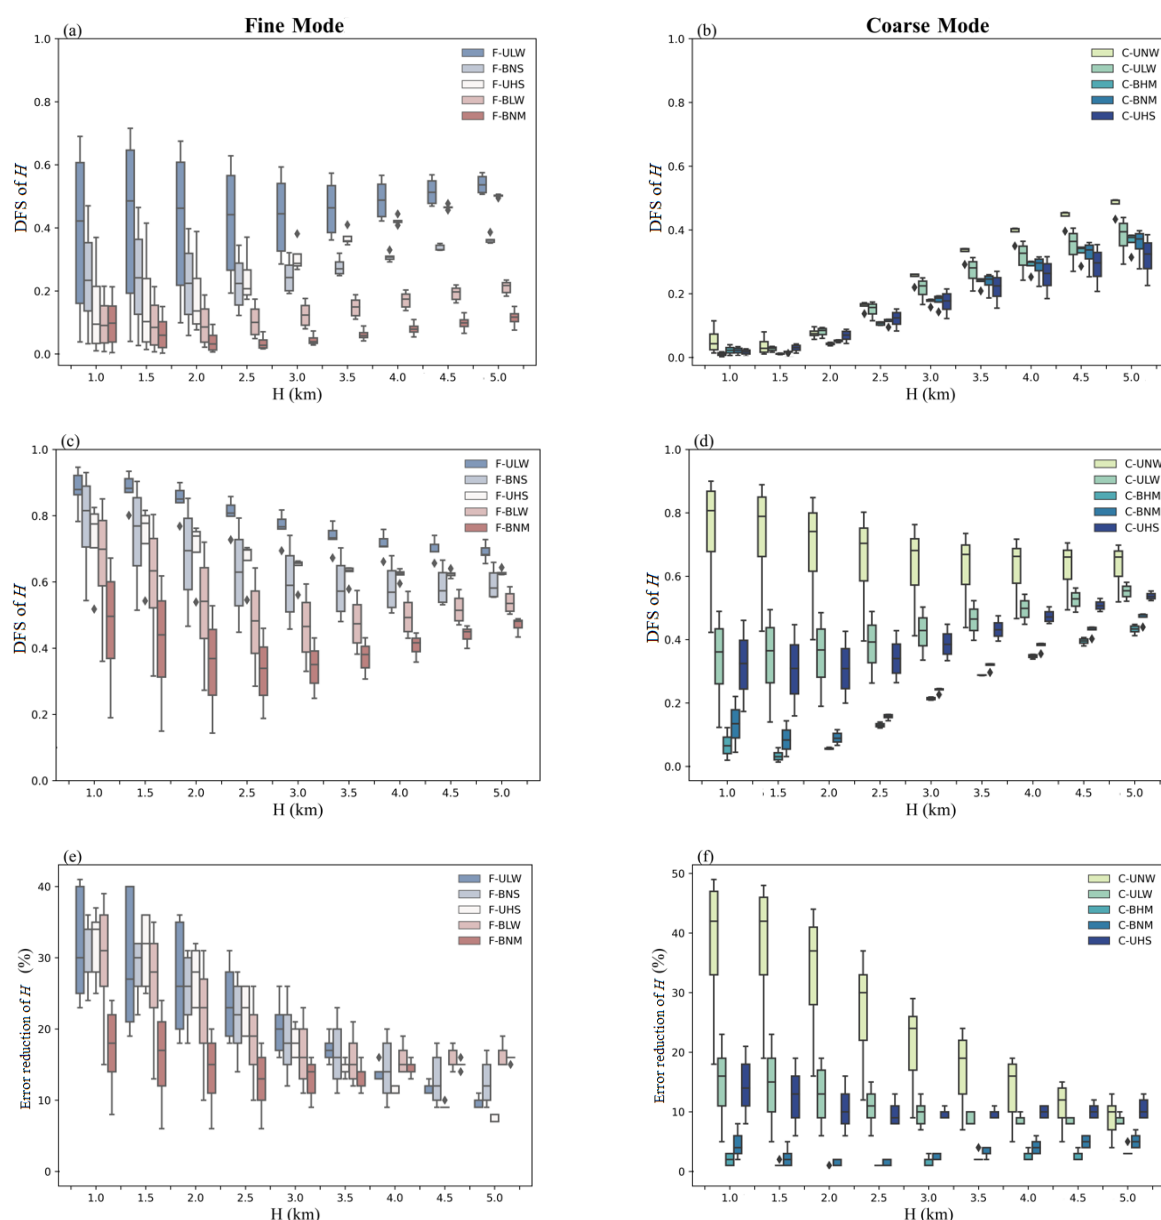 Fine Mode
Coarse Mode
(a)
1.0
0.8
0.6
0.4
0.2
0.0
DFS of H
F-ULW
F-BNS
F-UHS
F-BLW
F-BNM
1.0 1.5 2.0 2.5 3.0 3.5 4.0 4.5 5.0
H (km)
(b)
1.0
0.8
0.6
0.4
0.2
0.0
DFS of H
C-UNW
C-ULW
C-BHM
C-BNM
C-UHS
1.0 1.5 2.0 2.5 3.0 3.5 4.0 4.5 5.0
H (km)
(c)
1.0
0.8
0.6
0.4
0.2
0.0
DFS of H
F-ULW
F-BNS
F-UHS
F-BLW
F-BNM
1.0 1.5 2.0 2.5 3.0 3.5 4.0 4.5 5.0
H (km)
(d)
1.0
0.8
0.6
0.4
0.2
0.0
DFS of H
C-UNW
C-ULW
C-BHM
C-BNM
C-UHS
1.0 1.5 2.0 2.5 3.0 3.5 4.0 4.5 5.0
H (km)
(e)
40
30
20
10
0
Error reduction of H (%)
F-ULW
F-BNS
F-UHS
F-BLW
F-BNM
1.0 1.5 2.0 2.5 3.0 3.5 4.0 4.5 5.0
H (km)
(f)
50
40
30
20
10
0
Error reduction of H (%)
C-UNW
C-ULW
C-BHM
C-BNM
C-UHS
1.0 1.5 2.0 2.5 3.0 3.5 4.0 4.5 5.0
H (km)